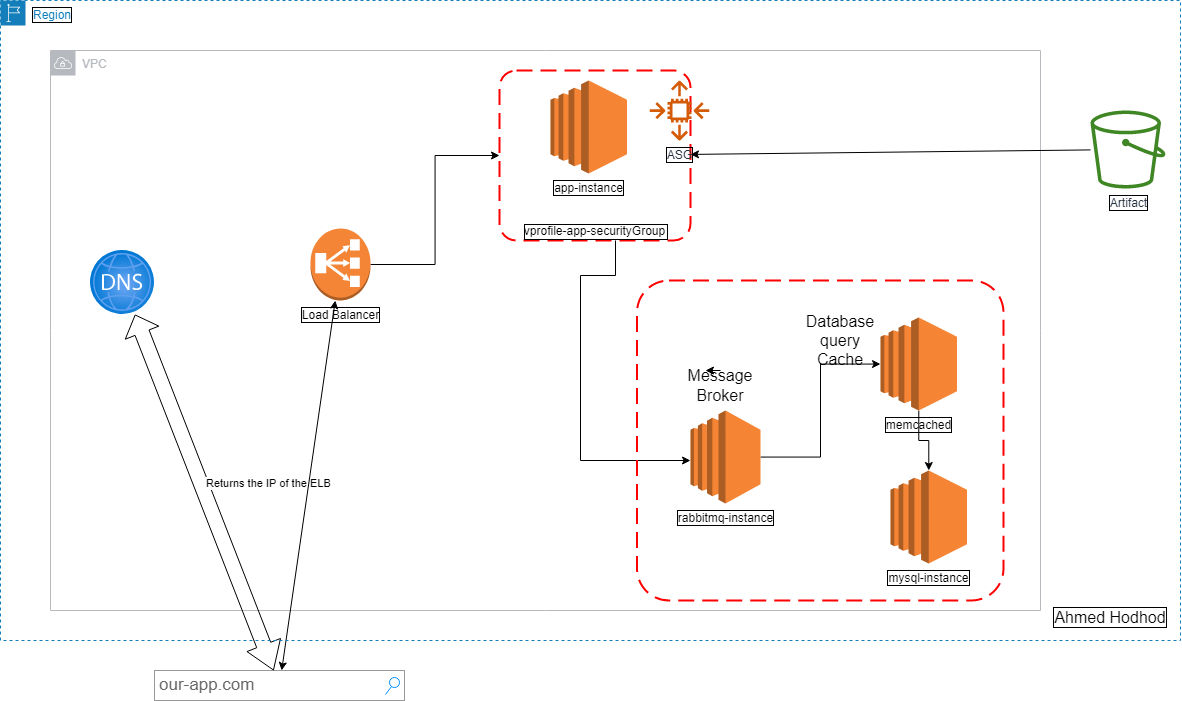 Region
VPC
ASG
app-instance
Artifact
vprofile-app-securityGroup
DNS
Load Balancer
Database
query
Cache
Message
Broker
memcached
Returns the IP of the ELB
rabbitmq-instance
mysql-instance
Ahmed Hodhod
our-app.com